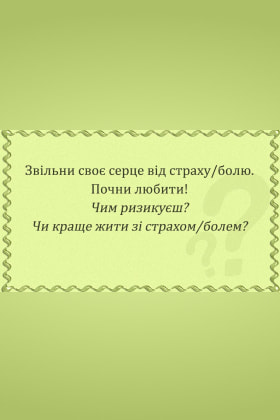 Звільни своє серце від страху/болю.
Почни любити!
Чим ризикуєш?
Чи краще жити зі страхом/болем?